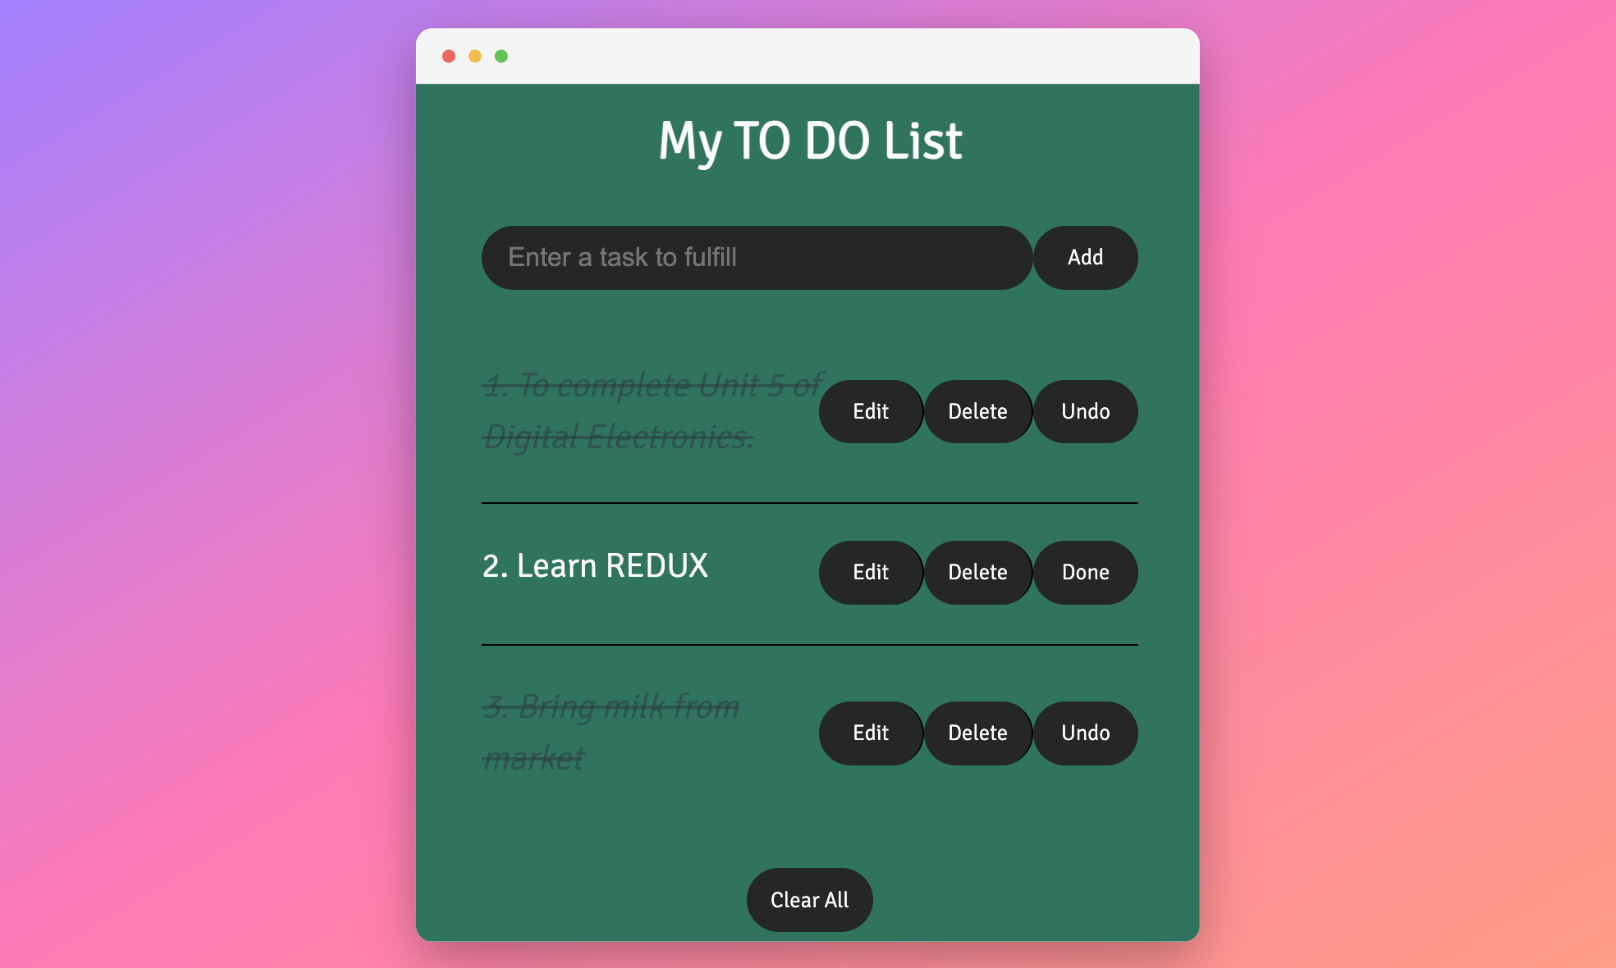 My TO DO List
Enter a task to fulfill
Add
1. To complete Unit 5 of
Digital Electronics.
Edit
Delete
Undo
2. Learn REDUX
Edit
Delete
Done
3. Bring milk from
market
Edit
Delete
Undo
Clear All